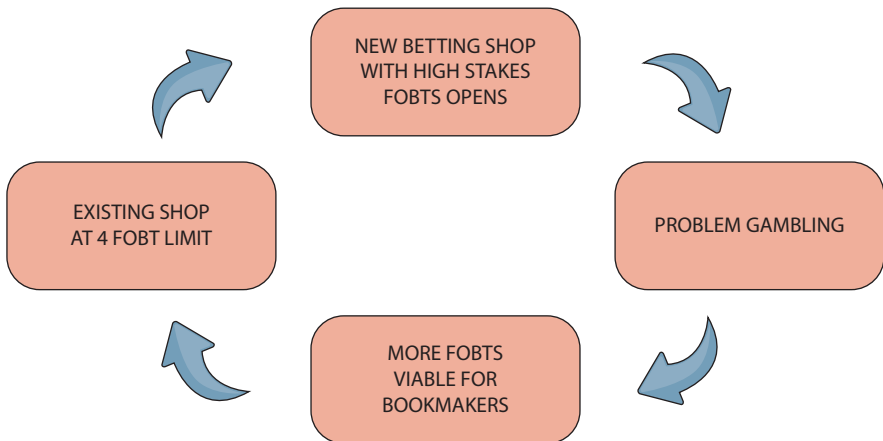 NEW BETTING SHOP
WITH HIGH STAKES
FOBTS OPENS
PROBLEM GAMBLING
MORE FOBTS
VIABLE FOR
BOOKMAKERS
EXISTING SHOP
AT 4 FOBT LIMIT